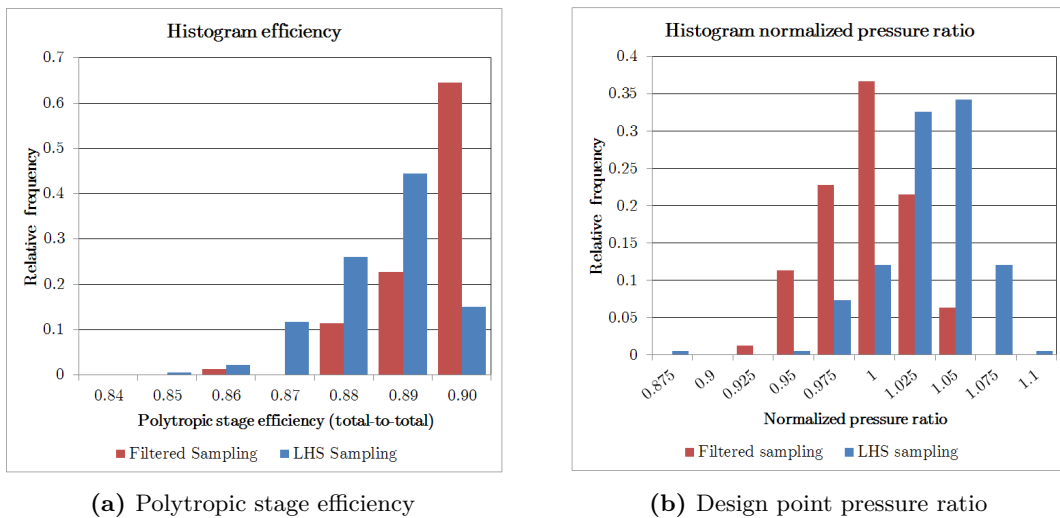 Histogram efficiency
0.7
0.6
0.5
0.4
0.3
0.2
0.1
0
Relative frequency
0.84 0.85 0.86 0.87 0.88 0.89 0.90
Polytropic stage efficiency (total-to-total)
Filtered Sampling LHS Sampling
(a) Polytropic stage efficiency
Histogram normalized pressure ratio
0.4
0.35
0.3
0.25
0.2
0.15
0.1
0.05
0
Relative frequency
0.875 0.9 0.925 0.95 0.975 1 1.025 1.05 1.075 1.1
Normalized pressure ratio
Filtered sampling LHS sampling
(b) Design point pressure ratio